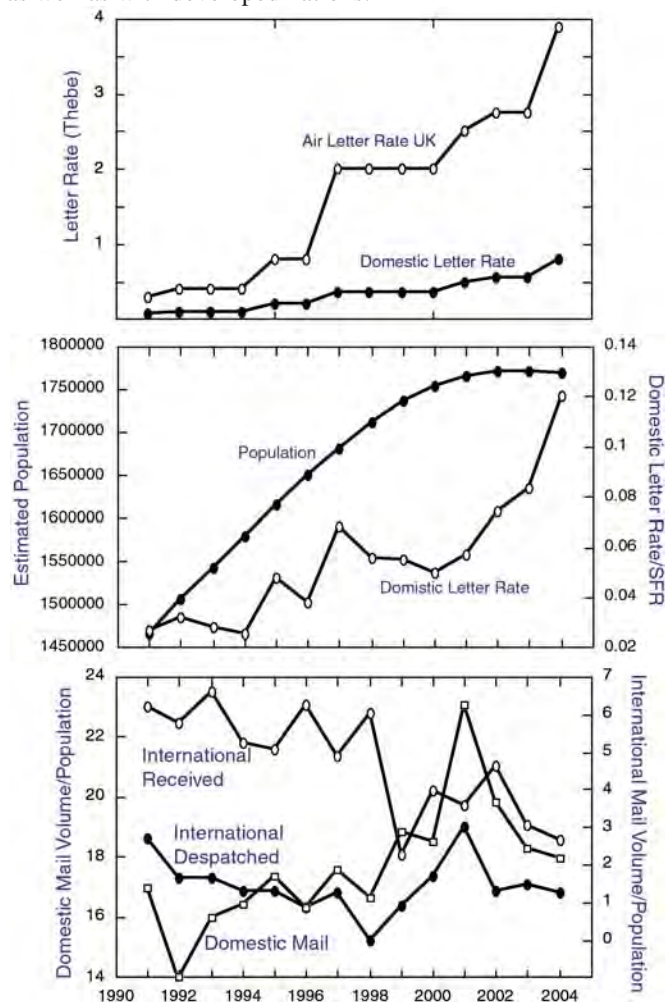 as well as with developed nations.
4
3
2
1
Letter Rate (Thebe)
Air Letter Rate UK
Domestic Letter Rate
1800000
1750000
1700000
1650000
1600000
1550000
1500000
1450000
Estimated Population
Population
Domistic Letter Rate
0.14
0.12
0.1
0.08
0.06
0.04
0.02
Domestic Letter Rate/SFR
24
22
20
18
16
14
Domestic Mail Volume/Population
International
Received
International
Despatched
Domestic Mail
7
6
5
4
3
2
1
0
International Mail Volume/Population
1990 1992 1994 1996 1998 2000 2002 2004